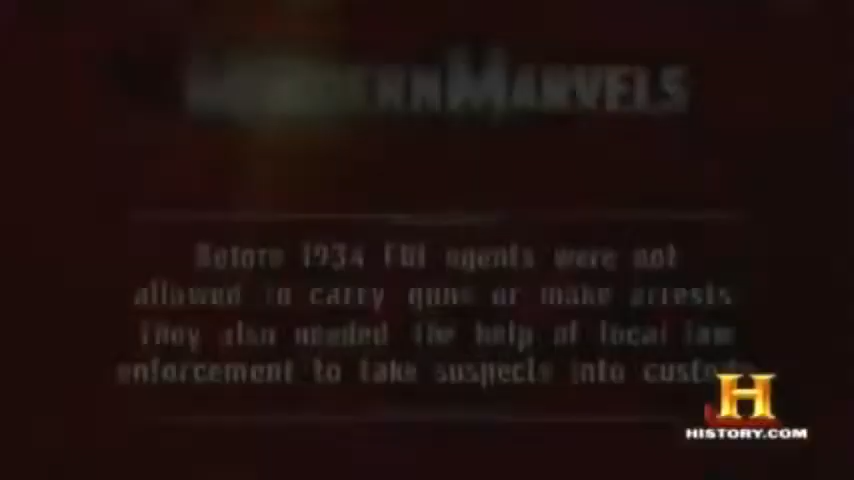 Modern Marvels
Before 1934 FBI agents were not
allowed to carry guns or make arrests
They also needed the help of local law
enforcement to take suspects into
H
HISTORY.COM